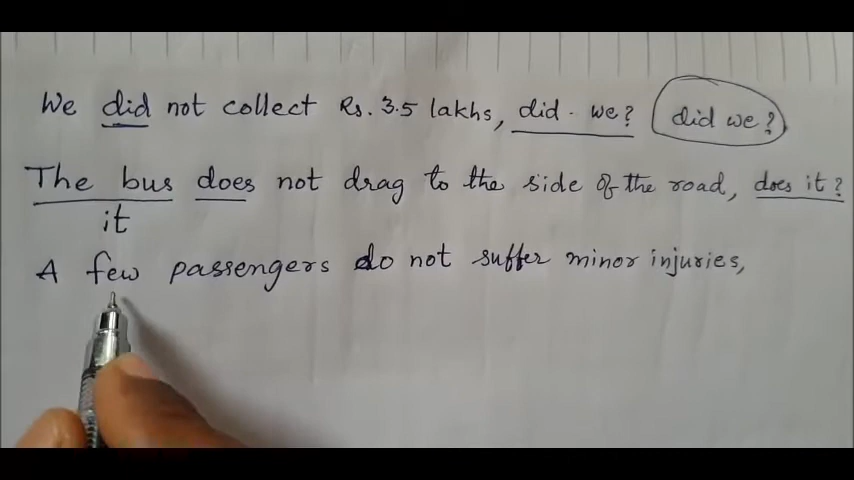 We did not collect Rs. 3.5 lakhs, did - we? did we?
The bus does not drag to the side of the road, does it?
it
A few passengers do not suffer minor injuries,